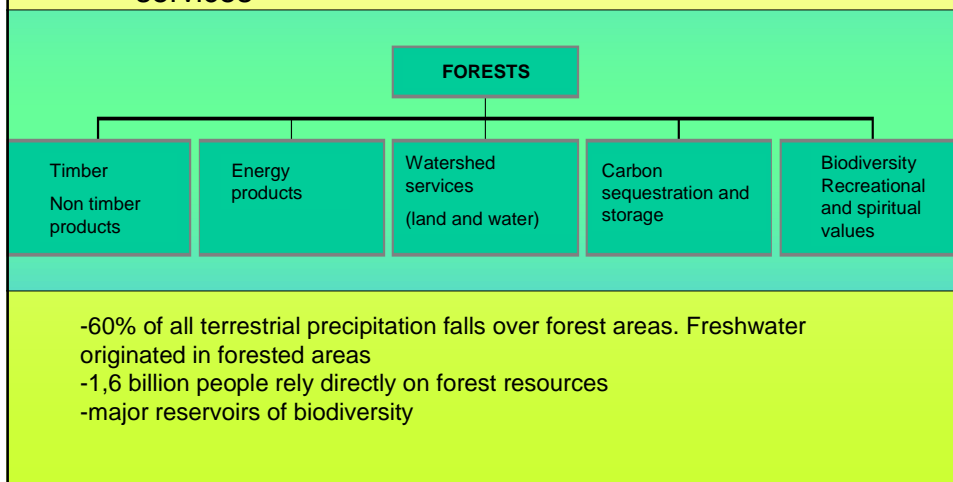 FORESTS
Timber
Non timber
products
Energy
products
Watershed
services
(land and water)
Carbon
sequestration and
storage
Biodiversity
Recreational
and spiritual
values
-60% of all terrestrial precipitation falls over forest areas. Freshwater
originated in forested areas
-1,6 billion people rely directly on forest resources
-major reservoirs of biodiversity